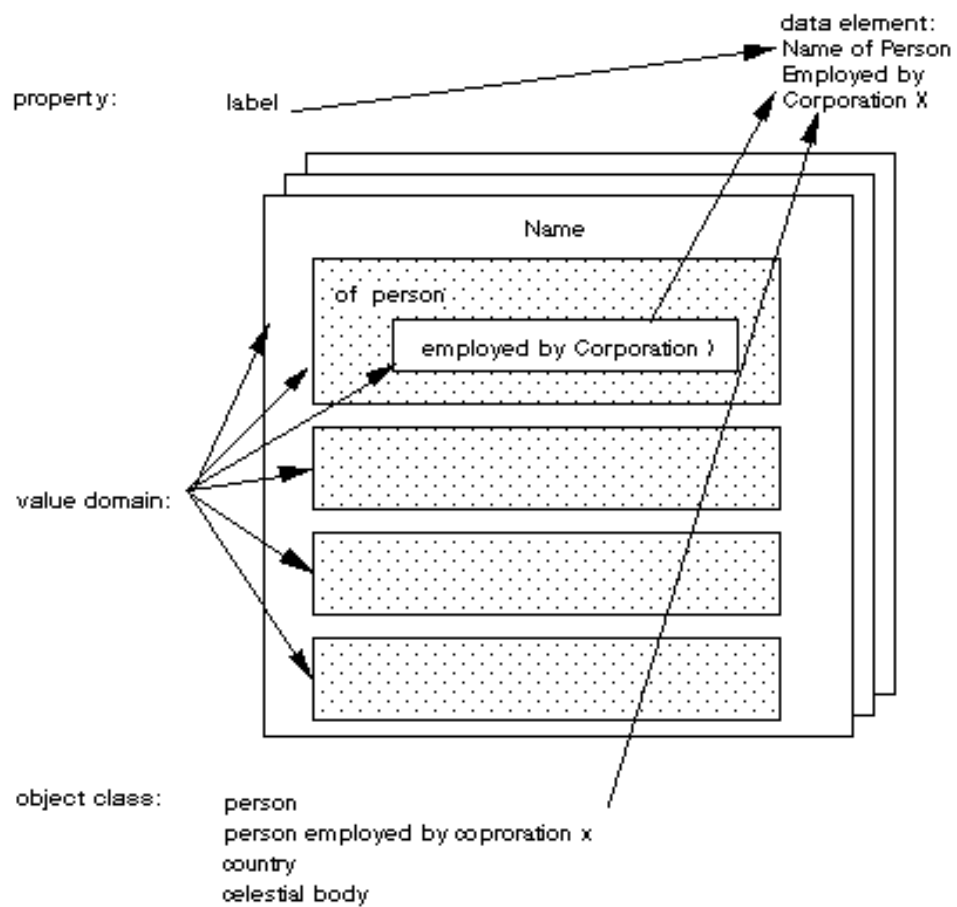 data element:
Name of Person
Employed by
Corporation X
property:
label
Name
of person
employed by Corporation )
value domain:
object class:
person
person employed by coproration x
country
celestial body